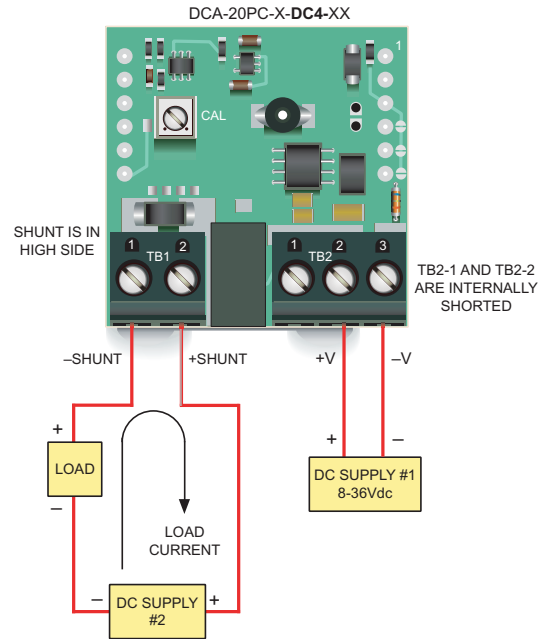 DCA-20PC-X-DC4-XX
1
CAL
SHUNT IS IN
HIGH SIDE
1 2
TB1
1 2 3
TB2
TB2-1 AND TB2-2
ARE INTERNALLY
SHORTED
–SHUNT +SHUNT
+V –V
+
LOAD
–
+ –
DC SUPPLY #1
8-36Vdc
LOAD
CURRENT
– +
DC SUPPLY
#2